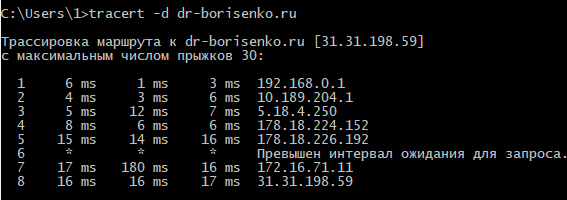 C:\Users\1>tracert -d dr-borisenko.ru
Трассировка маршрута к dr-borisenko.ru [31.31.198.59]
с максимальным числом прыжков 30:
1 6 ms 1 ms 3 ms 192.168.0.1
2 4 ms 3 ms 6 ms 10.189.204.1
3 5 ms 12 ms 7 ms 5.18.4.250
4 8 ms 6 ms 6 ms 178.18.224.152
5 15 ms 14 ms 16 ms 178.18.226.192
6 * * * Превышен интервал ожидания для запроса.
7 17 ms 180 ms 16 ms 172.16.71.11
8 16 ms 16 ms 17 ms 31.31.198.59